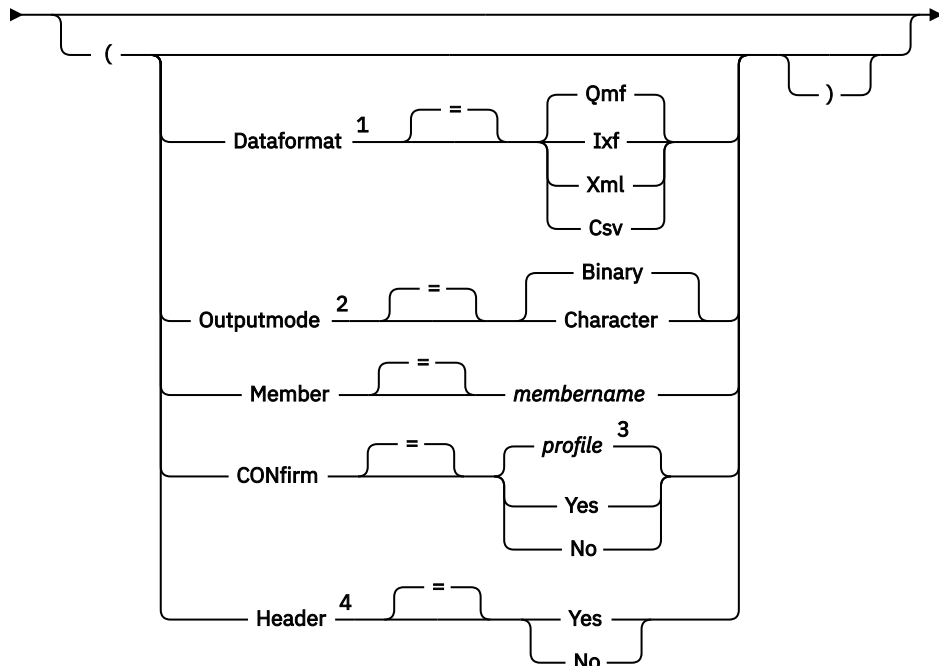 (
)
Qmf
Dataformat 1 = Ixf
Xml
Csv
Binary
Outputmode 2 = Character
Member = membername
profile 3
CONfirm = Yes
No
Header 4 = Yes
No